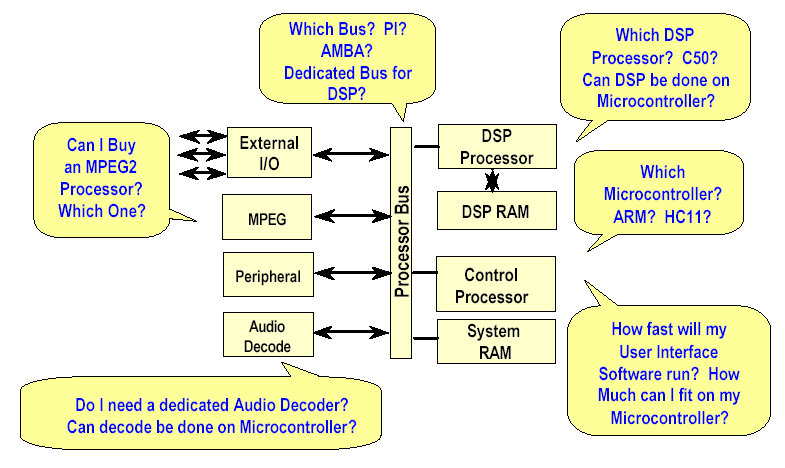 Which Bus? PI?
AMBA?
Dedicated Bus for
DSP?
Which DSP
Processor? C50?
Can DSP be done on
Microcontroller?
Can I Buy
an MPEG2
Processor?
Which One?
External
I/O
MPEG
Peripheral
Audio
Decode
Processor Bus
DSP
Processor
DSP RAM
Control
Processor
System
RAM
Which
Microcontroller?
ARM? HC11?
How fast will my
User Interface
Software run? How
Much can I fit on my
Microcontroller?
Do I need a dedicated Audio Decoder?
Can decode be done on Microcontroller?